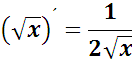 (√x)′ = 1/(2√x)